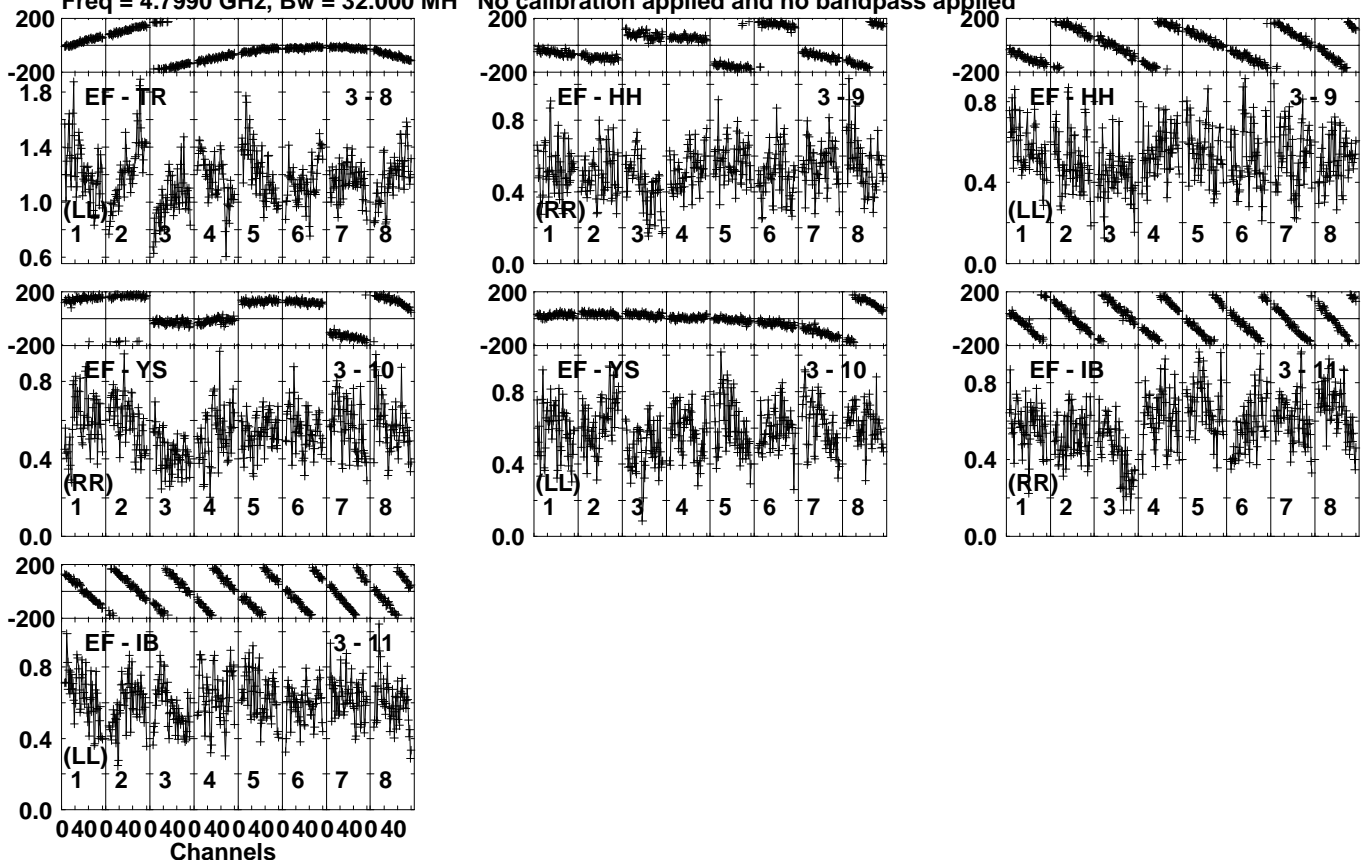 Freq = 4.7990 GHz, Bw = 32.000 MH No calibration applied and no bandpass applied
200
-200
1.8
1.4
1.0
0.6
EF - TR 3 - 8
(LL)
1 2 3 4 5 6 7 8
200
-200
0.8
0.4
0.0
EF - HH 3 - 9
(RR)
1 2 3 4 5 6 7 8
200
-200
0.8
0.4
0.0
EF - HH 3 - 9
(LL)
1 2 3 4 5 6 7 8
200
-200
0.8
0.4
0.0
EF - YS 3 - 10
(RR)
1 2 3 4 5 6 7 8
200
-200
0.8
0.4
0.0
EF - YS 3 - 10
(LL)
1 2 3 4 5 6 7 8
200
-200
0.8
0.4
0.0
EF - IB 3 - 11
(RR)
1 2 3 4 5 6 7 8
200
-200
0.8
0.4
0.0
EF - IB 3 - 11
(LL)
1 2 3 4 5 6 7 8
0 40 0 40 0 40 0 40 0 40 0 40 0 40 0 40
Channels